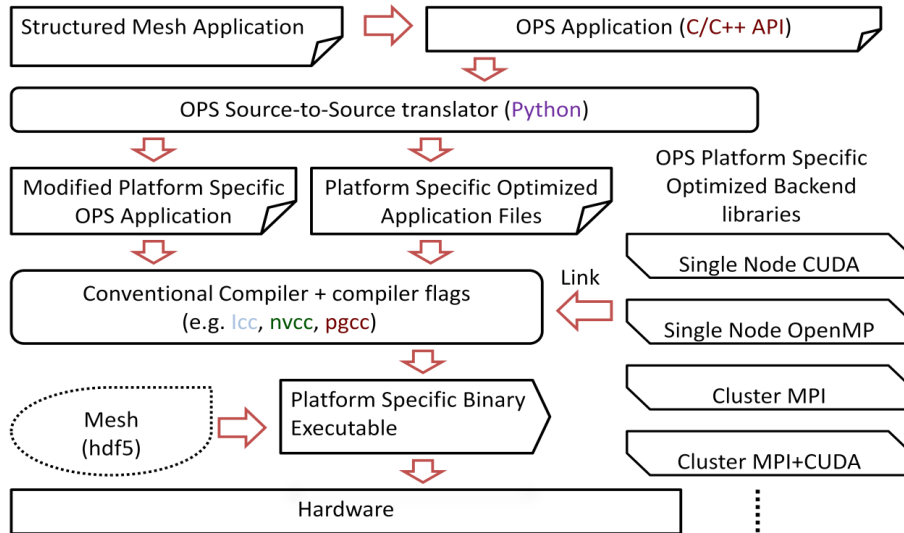 Structured Mesh Application
OPS Application (C/C++ API)
OPS Source-to-Source translator (Python)
Modified Platform Specific
OPS Application
Platform Specific Optimized
Application Files
OPS Platform Specific
Optimized Backend
libraries
Single Node CUDA
Conventional Compiler + compiler flags
(e.g. Icc, nvcc, pgcc)
Link
Single Node OpenMP
Cluster MPI
Mesh
(hdf5)
Platform Specific Binary
Executable
Cluster MPI+CUDA
Hardware